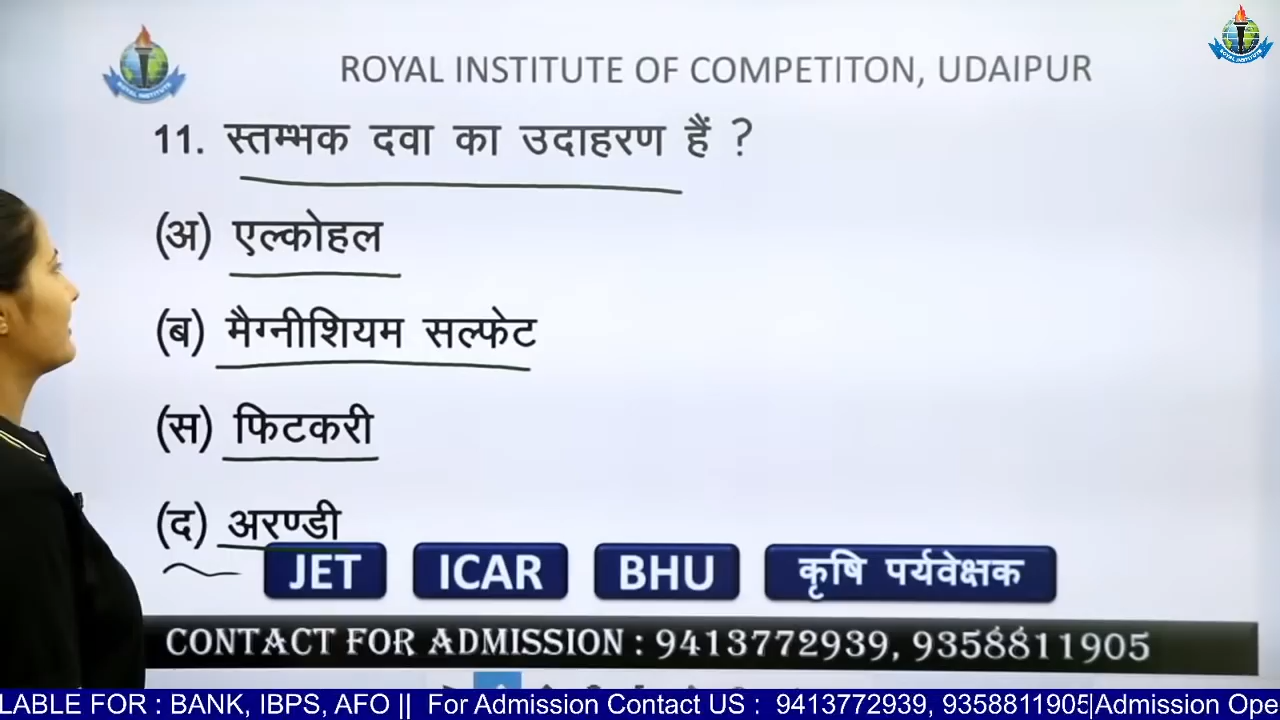 ROYAL INSTITUTE OF COMPETITON, UDAIPUR
11. स्तम्भक दवा का उदाहरण हैं ?
(अ) एल्कोहल
(ब) मैग्नीशियम सल्फेट
(स) फिटकरी
(द) अरण्डी
JET ICAR BHU कृषि पर्यवेक्षक
CONTACT FOR ADMISSION : 9413772939, 9358811905
LABLE FOR : BANK, IBPS, AFO || For Admission Contact US : 9413772939, 9358811905|Admission Ope